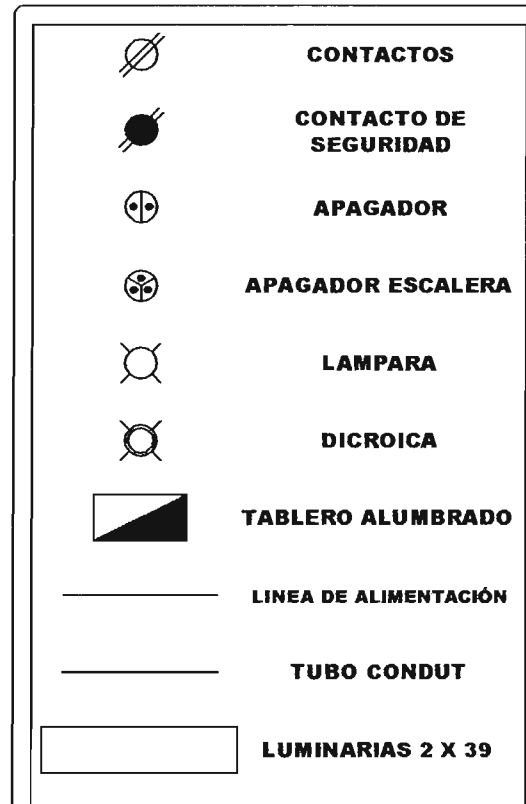 CONTACTOS
CONTACTO DE
SEGURIDAD
APAGADOR
APAGADOR ESCALERA
LAMPARA
DICROICA
TABLERO ALUMBRADO
LINEA DE ALIMENTACIÓN
TUBO CONDUT
LUMINARIAS 2 X 39